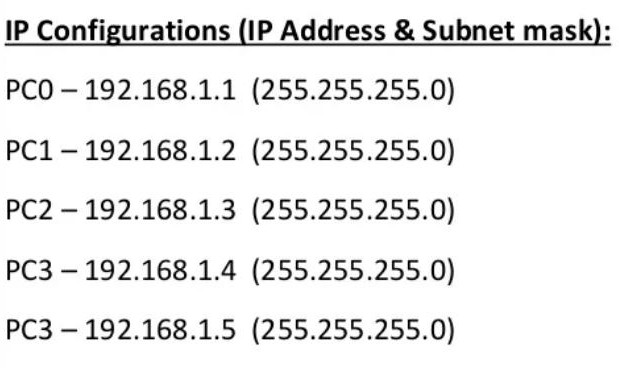 IP Configurations (IP Address & Subnet mask):
PC0 – 192.168.1.1 (255.255.255.0)
PC1 – 192.168.1.2 (255.255.255.0)
PC2 – 192.168.1.3 (255.255.255.0)
PC3 – 192.168.1.4 (255.255.255.0)
PC3 – 192.168.1.5 (255.255.255.0)